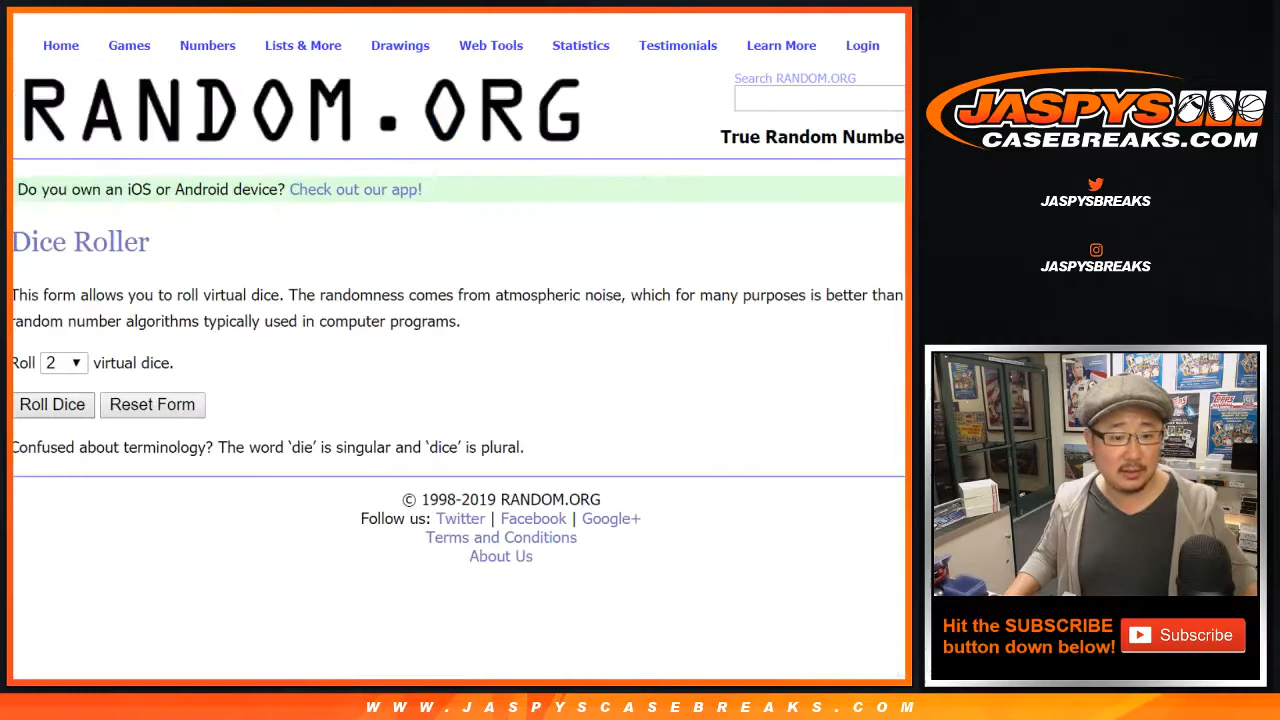 Home Games Numbers Lists & More Drawings Web Tools Statistics Testimonials Learn More Login
RANDOM.ORG
Search RANDOM.ORG
True Random Numbe
Do you own an iOS or Android device? Check out our app!
Dice Roller
This form allows you to roll virtual dice. The randomness comes from atmospheric noise, which for many purposes is better than
random number algorithms typically used in computer programs.
Roll 2 virtual dice.
Roll Dice Reset Form
Confused about terminology? The word ‘die’ is singular and ‘dice’ is plural.
© 1998-2019 RANDOM.ORG
Follow us: Twitter | Facebook | Google+
Terms and Conditions
About Us
JASPYS
CASEBREAKS.COM
JASPYSBREAKS
JASPYSBREAKS
Hit the SUBSCRIBE
button down below!
Subscribe
WWW.JASPYSCASEBREAKS.COM